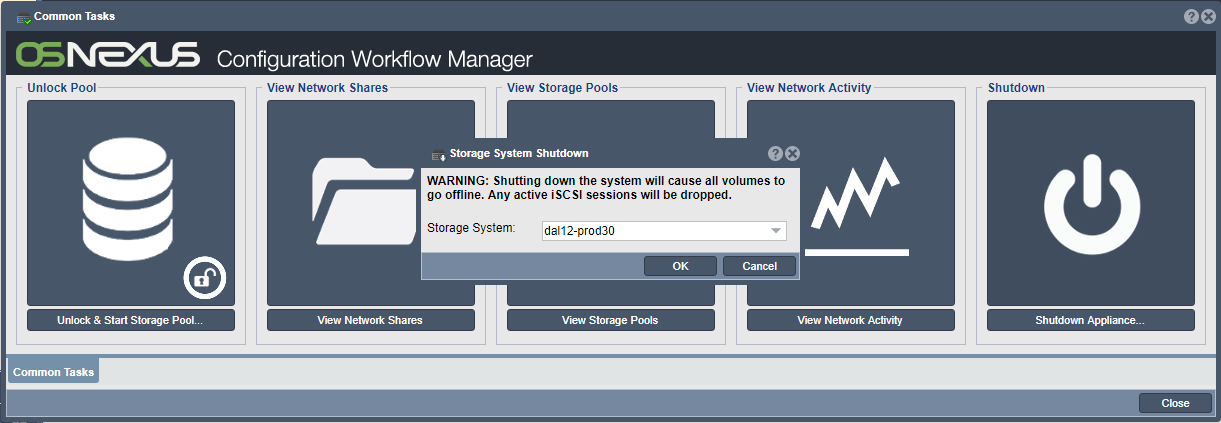 Common Tasks
OSNEXUS Configuration Workflow Manager
Unlock Pool
View Network Shares
View Storage Pools
View Network Activity
Shutdown
Storage System Shutdown
WARNING: Shutting down the system will cause all volumes to
go offline. Any active iSCSI sessions will be dropped.
Storage System:
dal12-prod30
OK
Cancel
Unlock & Start Storage Pool...
View Network Shares
View Storage Pools
View Network Activity
Shutdown Appliance...
Common Tasks
Close